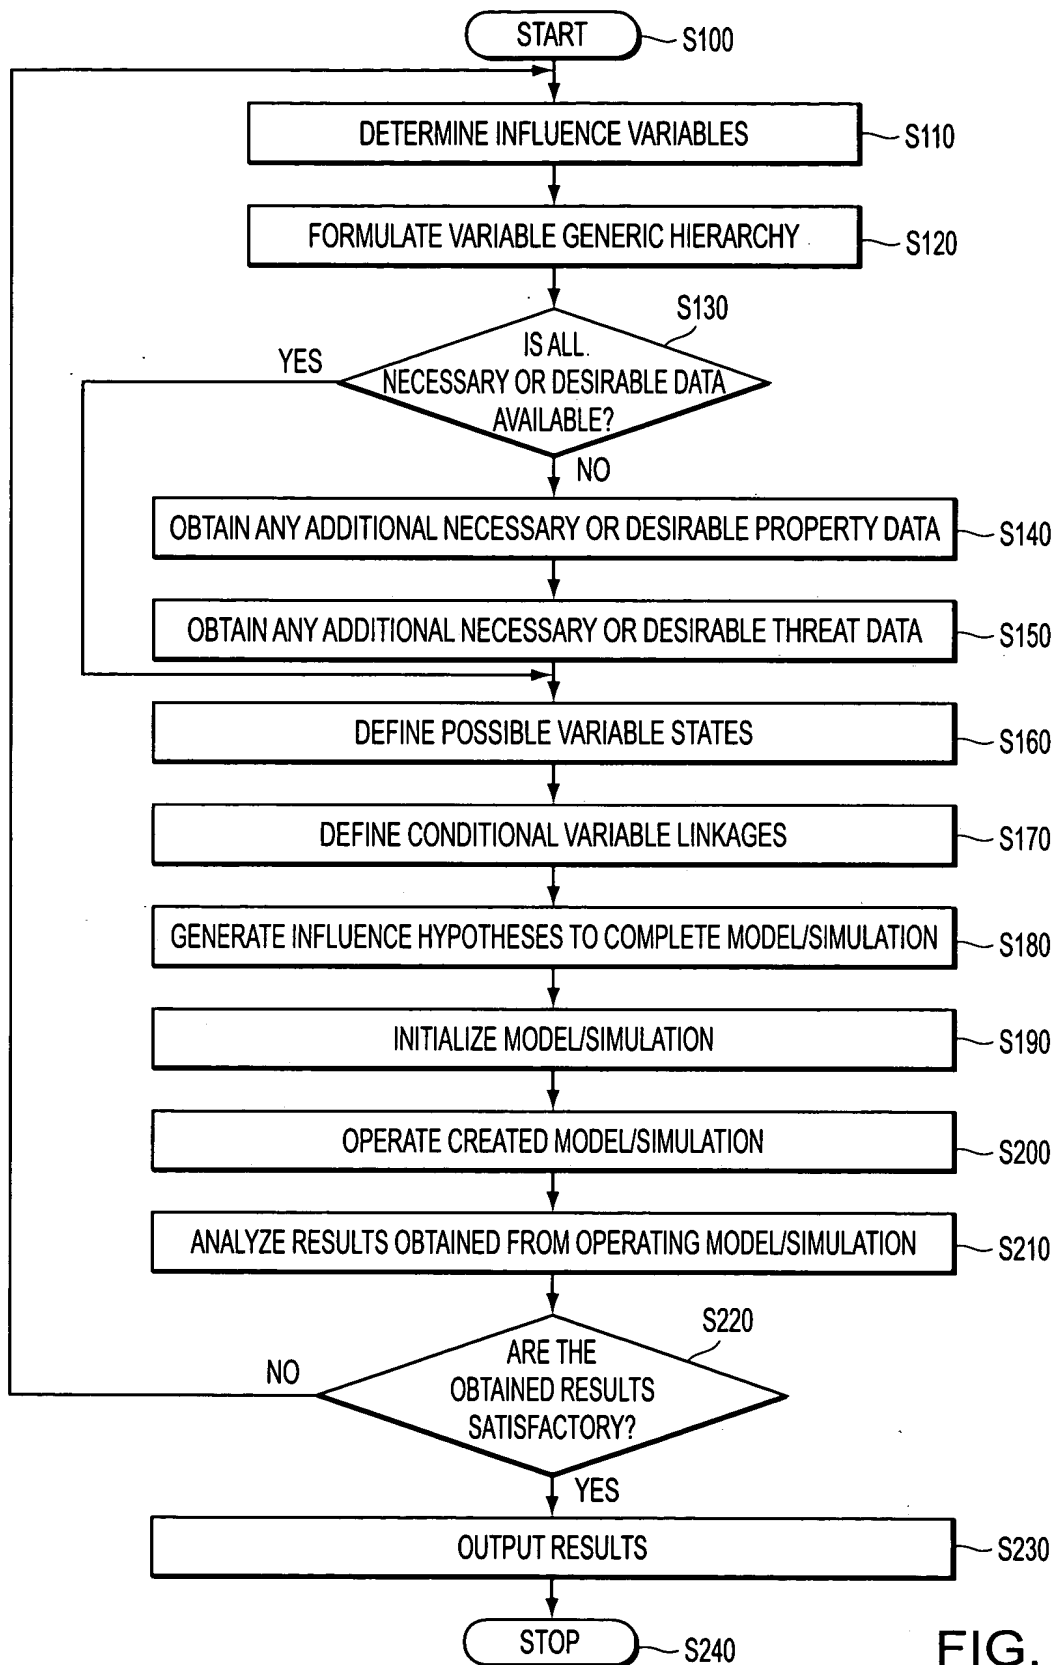 START
S100
DETERMINE INFLUENCE VARIABLES
S110
FORMULATE VARIABLE GENERIC HIERARCHY
S120
S130
IS ALL.
NECESSARY OR DESIRABLE DATA
AVAILABLE?
YES
NO
OBTAIN ANY ADDITIONAL NECESSARY OR DESIRABLE PROPERTY DATA
S140
OBTAIN ANY ADDITIONAL NECESSARY OR DESIRABLE THREAT DATA
S150
DEFINE POSSIBLE VARIABLE STATES
S160
DEFINE CONDITIONAL VARIABLE LINKAGES
S170
GENERATE INFLUENCE HYPOTHESES TO COMPLETE MODEL/SIMULATION
S180
INITIALIZE MODEL/SIMULATION
S190
OPERATE CREATED MODEL/SIMULATION
S200
ANALYZE RESULTS OBTAINED FROM OPERATING MODEL/SIMULATION
S210
S220
ARE THE
OBTAINED RESULTS
SATISFACTORY?
NO
YES
OUTPUT RESULTS
S230
STOP
S240
FIG.